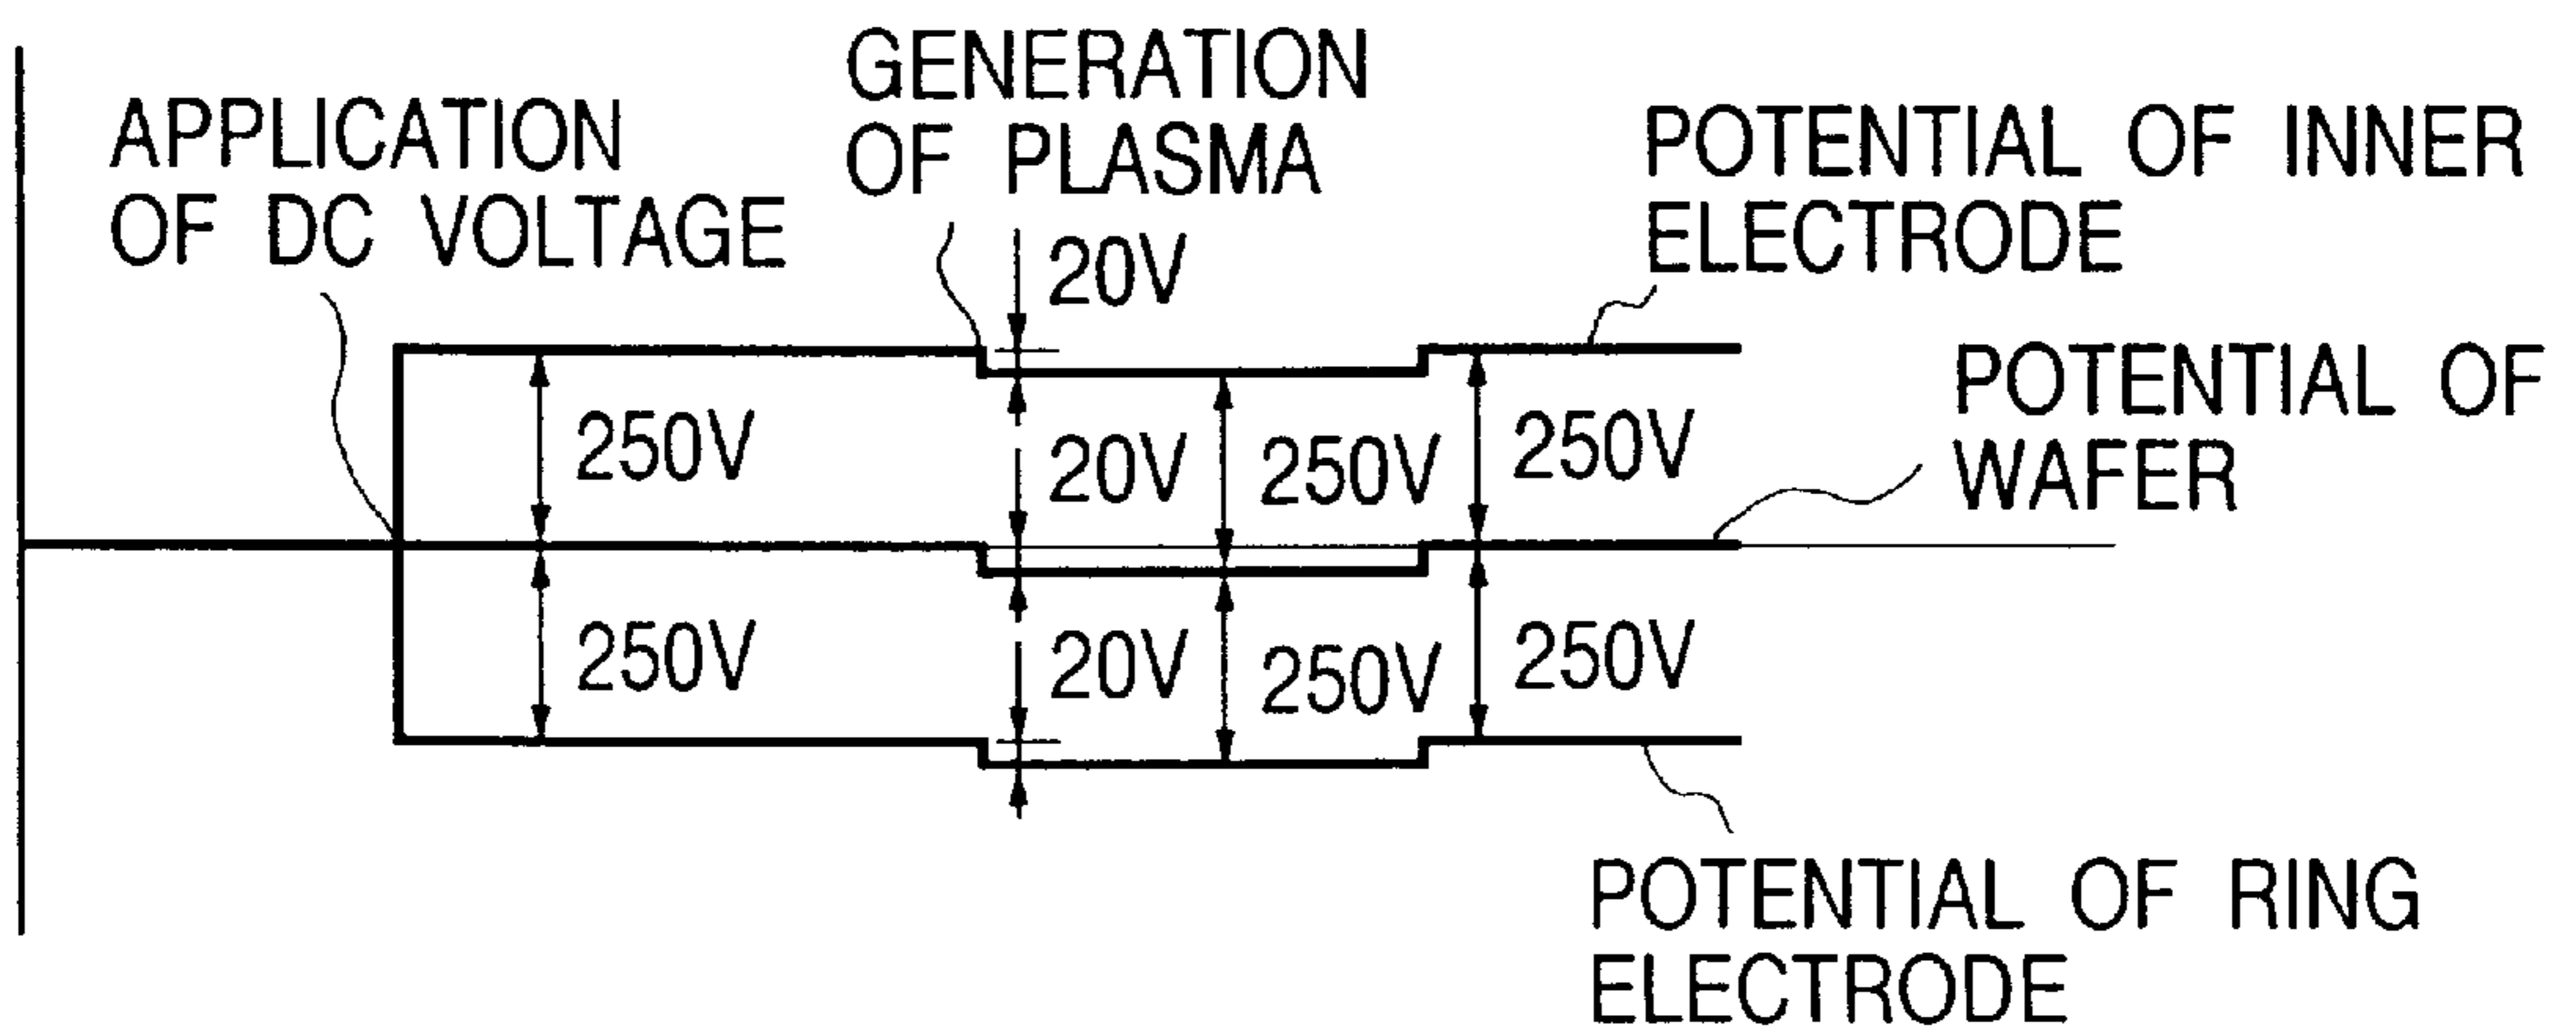 GENERATION
OF PLASMA
APPLICATION
OF DC VOLTAGE
POTENTIAL OF INNER
ELECTRODE
20V
POTENTIAL OF
WAFER
250V
20V
250V
250V
250V
20V
250V
250V
POTENTIAL OF RING
ELECTRODE